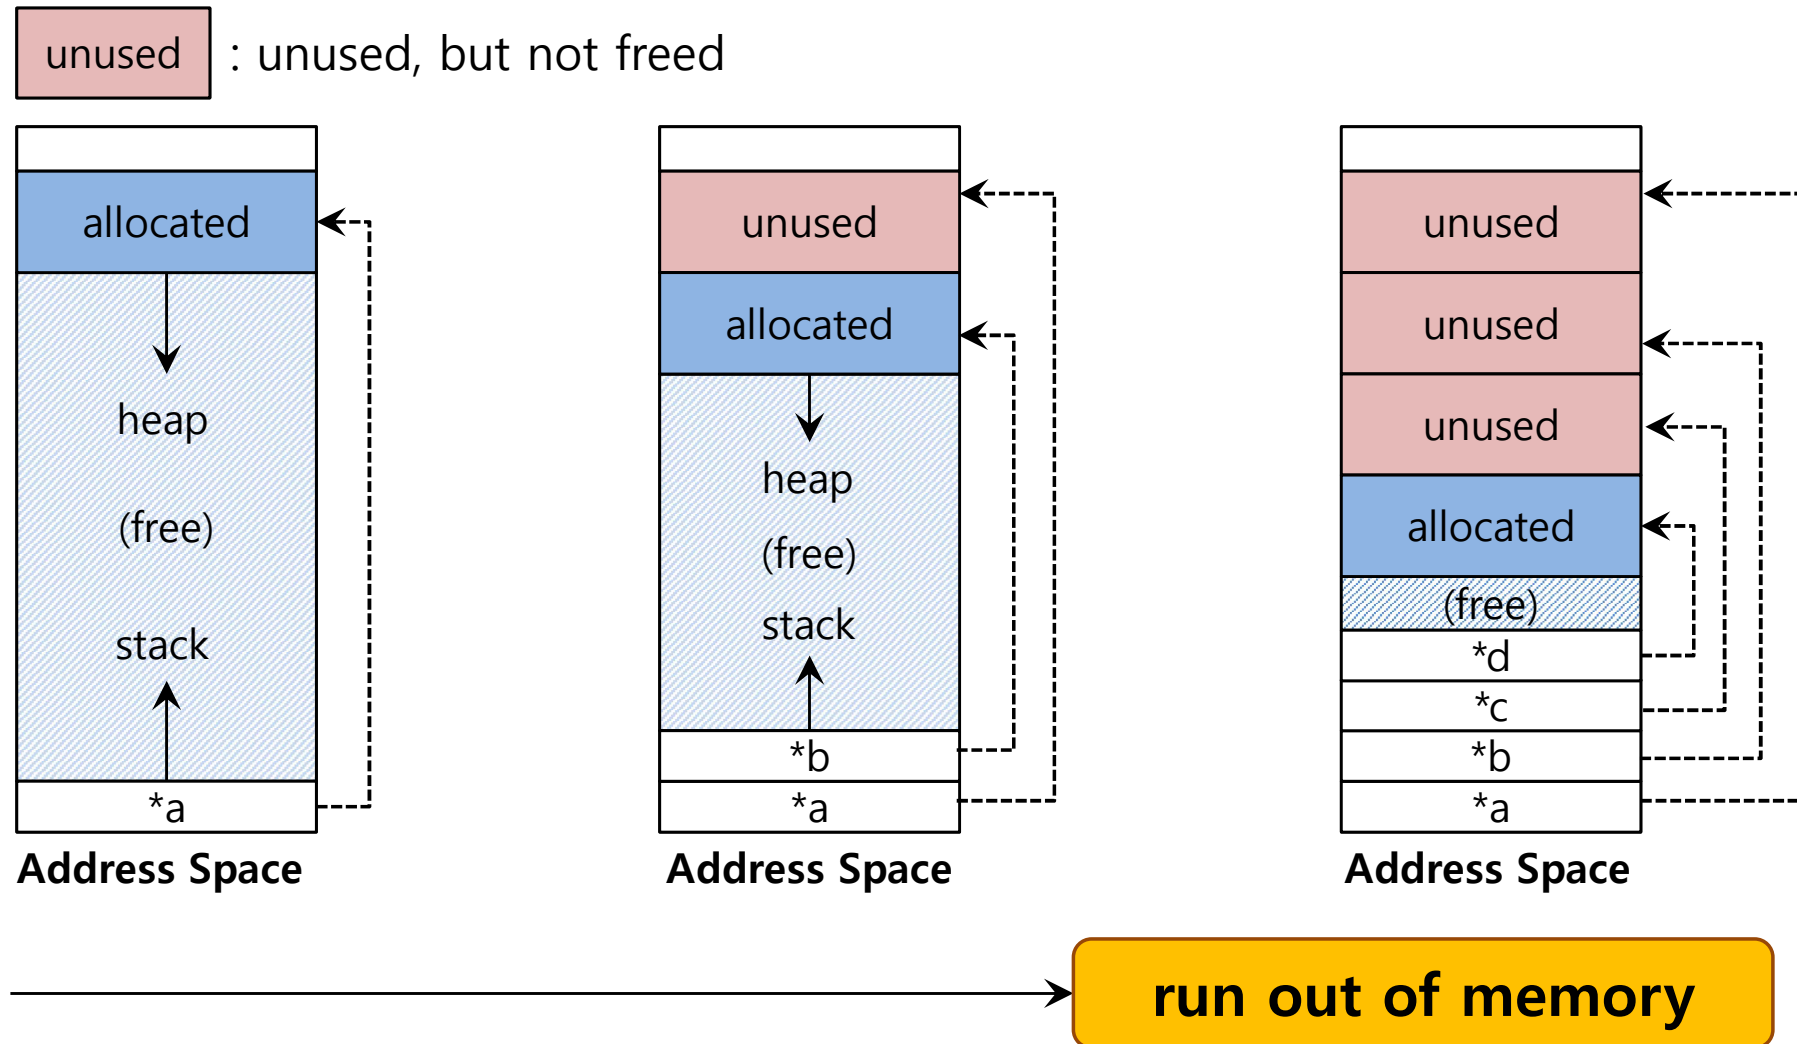 unused : unused, but not freed
allocated
heap
(free)
stack
*a
Address Space
unused
allocated
heap
(free)
stack
*b
*a
Address Space
unused
unused
unused
allocated
(free)
*d
*c
*b
*a
Address Space
run out of memory